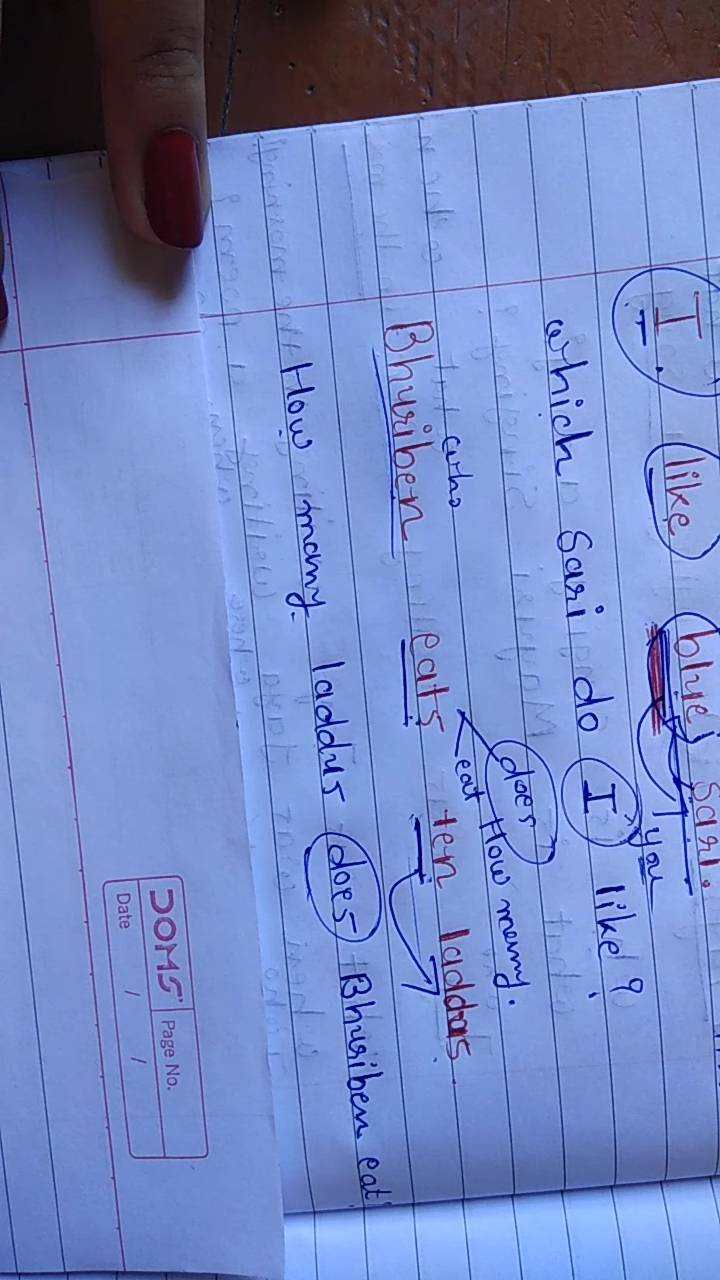 I like blue sari.
I you
which sari do I like?
does
who eat How many.
Bhuriben eats ten laddus
How many laddus does Bhuriben eat
DOMS Page No.
Date / /